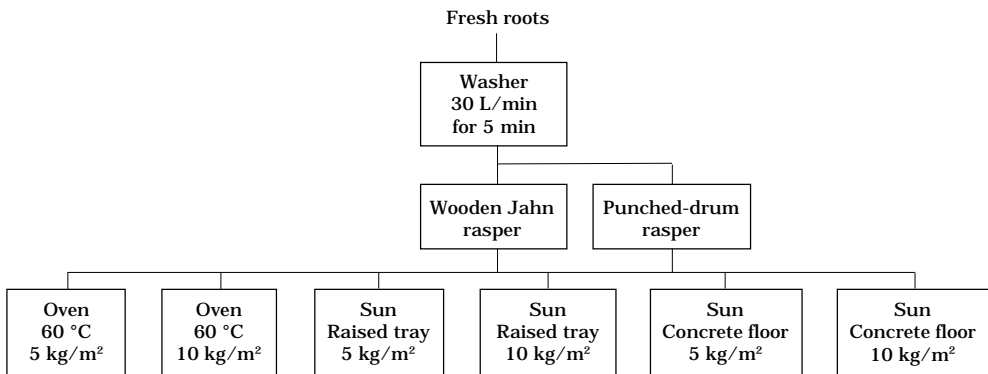 Fresh roots
Washer
30 L/min
for 5 min
Wooden Jahn
rasper
Punched-drum
rasper
Oven
60 °C
5 kg/m²
Oven
60 °C
10 kg/m²
Sun
Raised tray
5 kg/m²
Sun
Raised tray
10 kg/m²
Sun
Concrete floor
5 kg/m²
Sun
Concrete floor
10 kg/m²